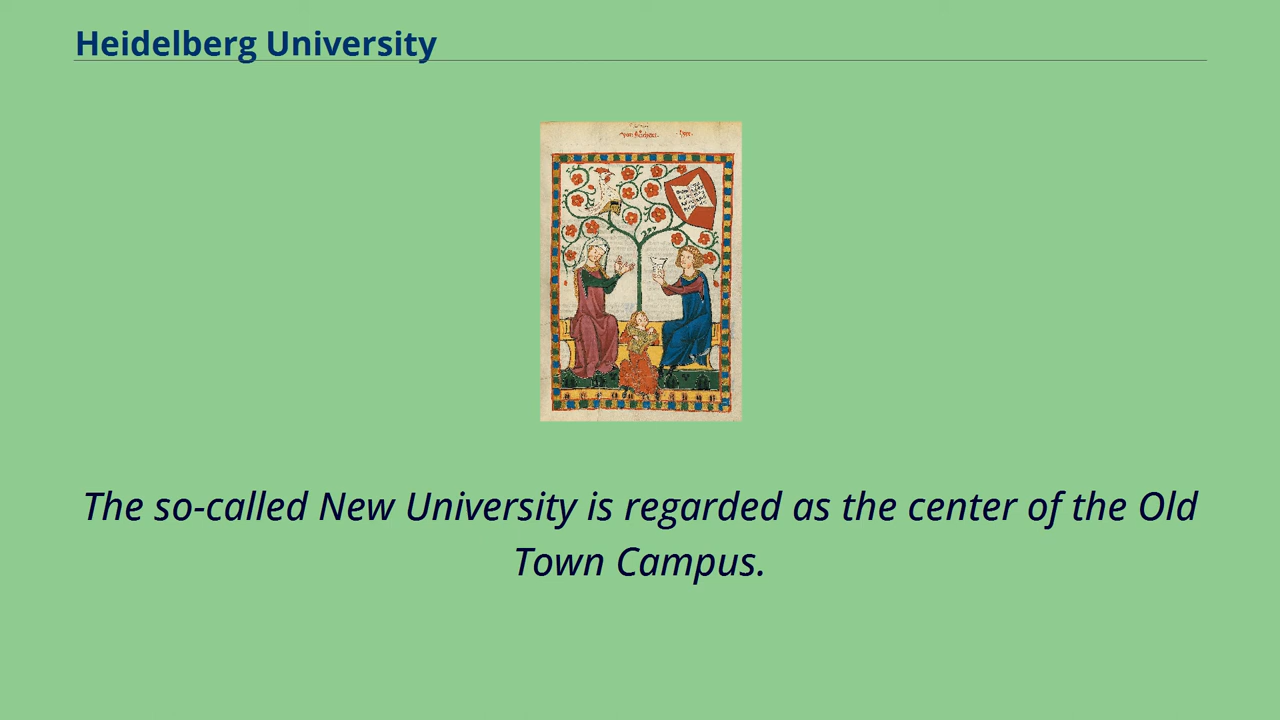 Heidelberg University
The so-called New University is regarded as the center of the Old
Town Campus.